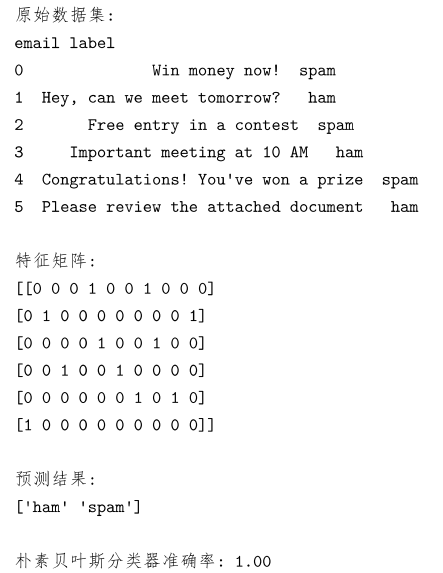 原始数据集:
email label
0 Win money now! spam
1 Hey, can we meet tomorrow? ham
2 Free entry in a contest spam
3 Important meeting at 10 AM ham
4 Congratulations! You've won a prize spam
5 Please review the attached document ham
特征矩阵:
[[0 0 0 1 0 0 1 0 0 0]
[0 1 0 0 0 0 0 0 0 1]
[0 0 0 0 1 0 0 1 0 0]
[0 0 1 0 0 1 0 0 0 0]
[0 0 0 0 0 0 1 0 1 0]
[1 0 0 0 0 0 0 0 0 0]]
预测结果:
['ham' 'spam']
朴素贝叶斯分类器准确率: 1.00